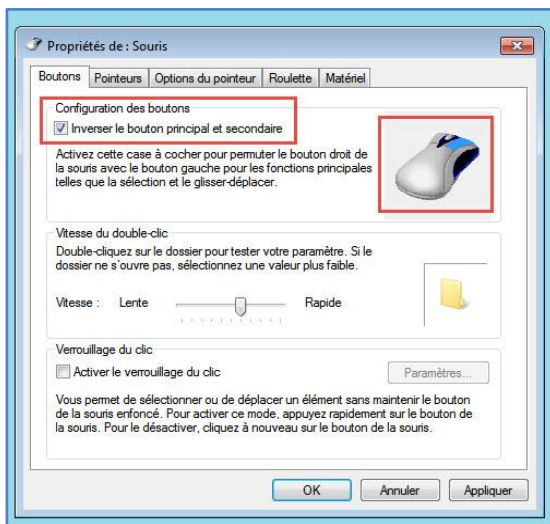 Propriétés de : Souris
Boutons Pointeurs Options du pointeur Roulette Matériel
Configuration des boutons
Inverser le bouton principal et secondaire
Activez cette case à cocher pour permuter le bouton droit de
la souris avec le bouton gauche pour les fonctions principales
telles que la sélection et le glisser-déplacer.
Vitesse du double-clic
Double-cliquez sur le dossier pour tester votre paramètre. Si le
dossier ne s'ouvre pas, sélectionnez une valeur plus faible.
Vitesse : Lente Rapide
Verrouillage du clic
Activer le verrouillage du clic Paramètres...
Vous permet de sélectionner ou de déplacer un élément sans maintenir le bouton
de la souris enfoncé. Pour activer ce mode, appuyez rapidement sur le bouton de
la souris. Pour le désactiver, cliquez à nouveau sur le bouton de la souris.
OK Annuler Appliquer